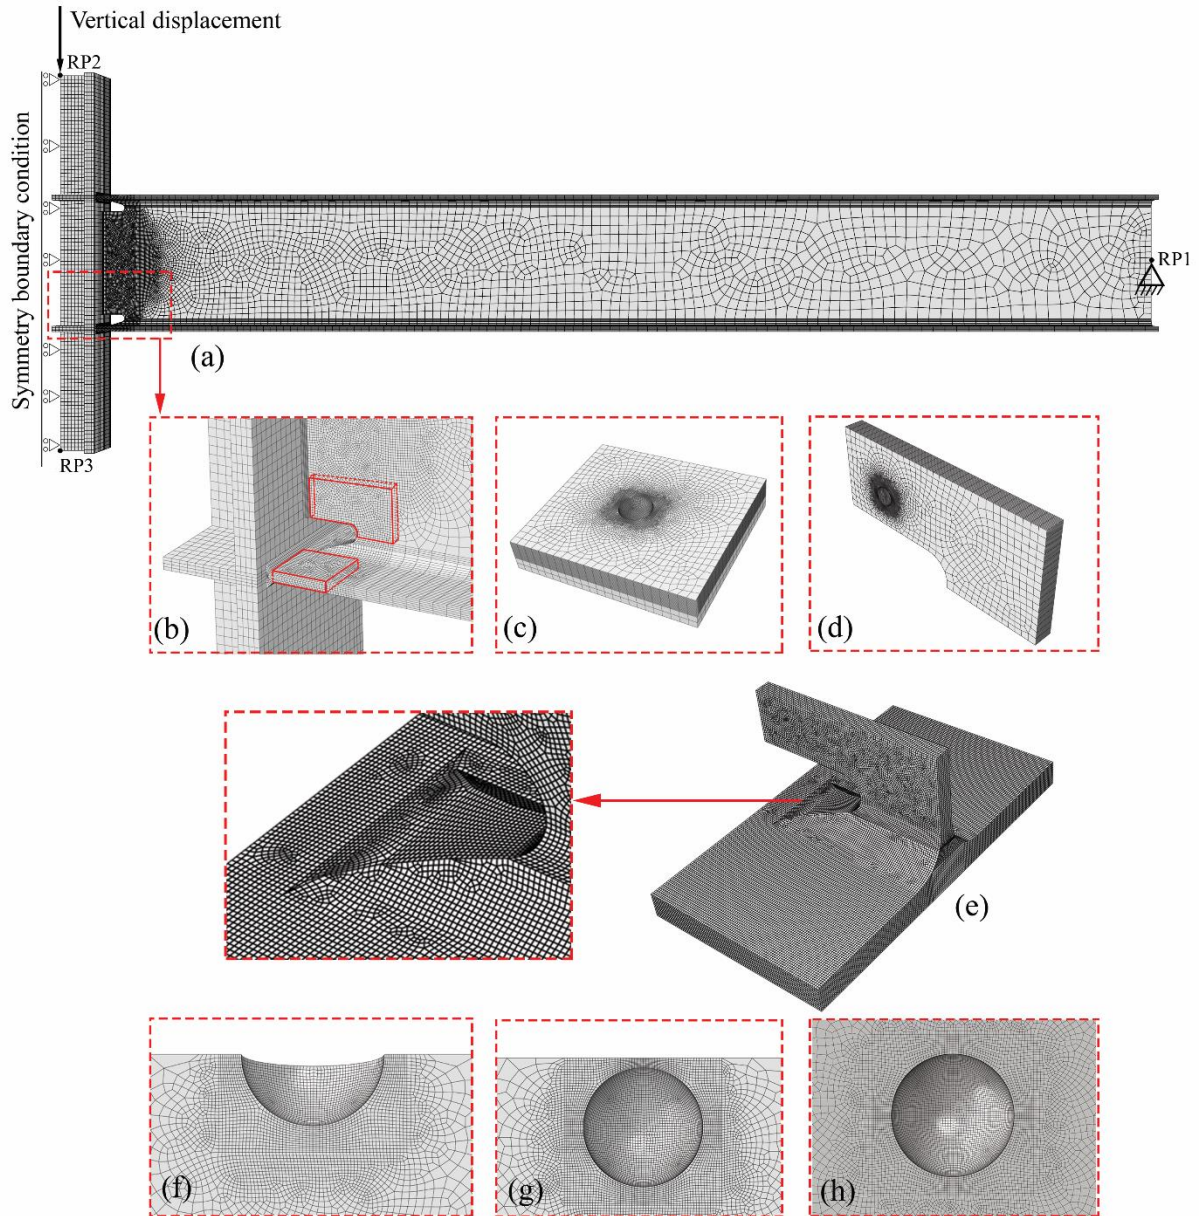 Vertical displacement
RP2
Symmetry boundary condition
RP1
(a)
RP3
(b)
(c)
(d)
(e)
(f)
(g)
(h)